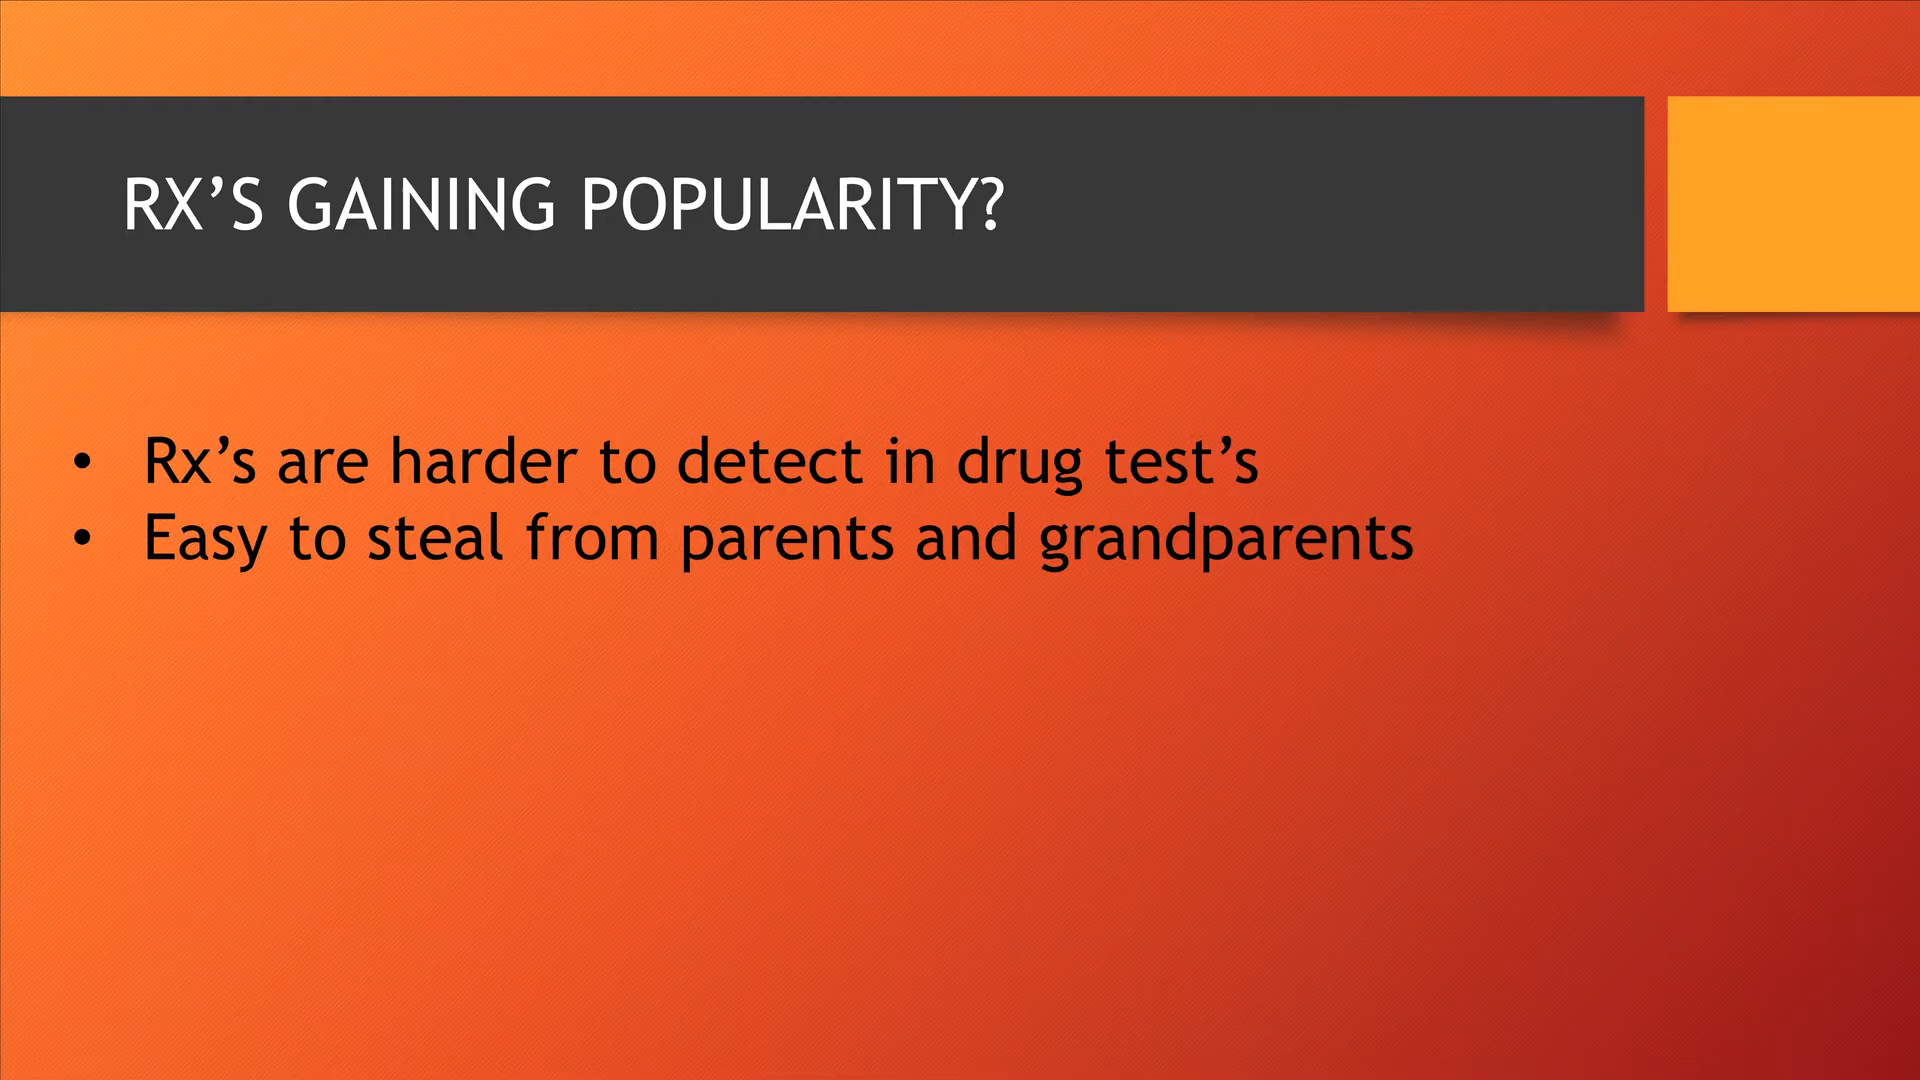 RX’S GAINING POPULARITY?
• Rx’s are harder to detect in drug test’s
• Easy to steal from parents and grandparents